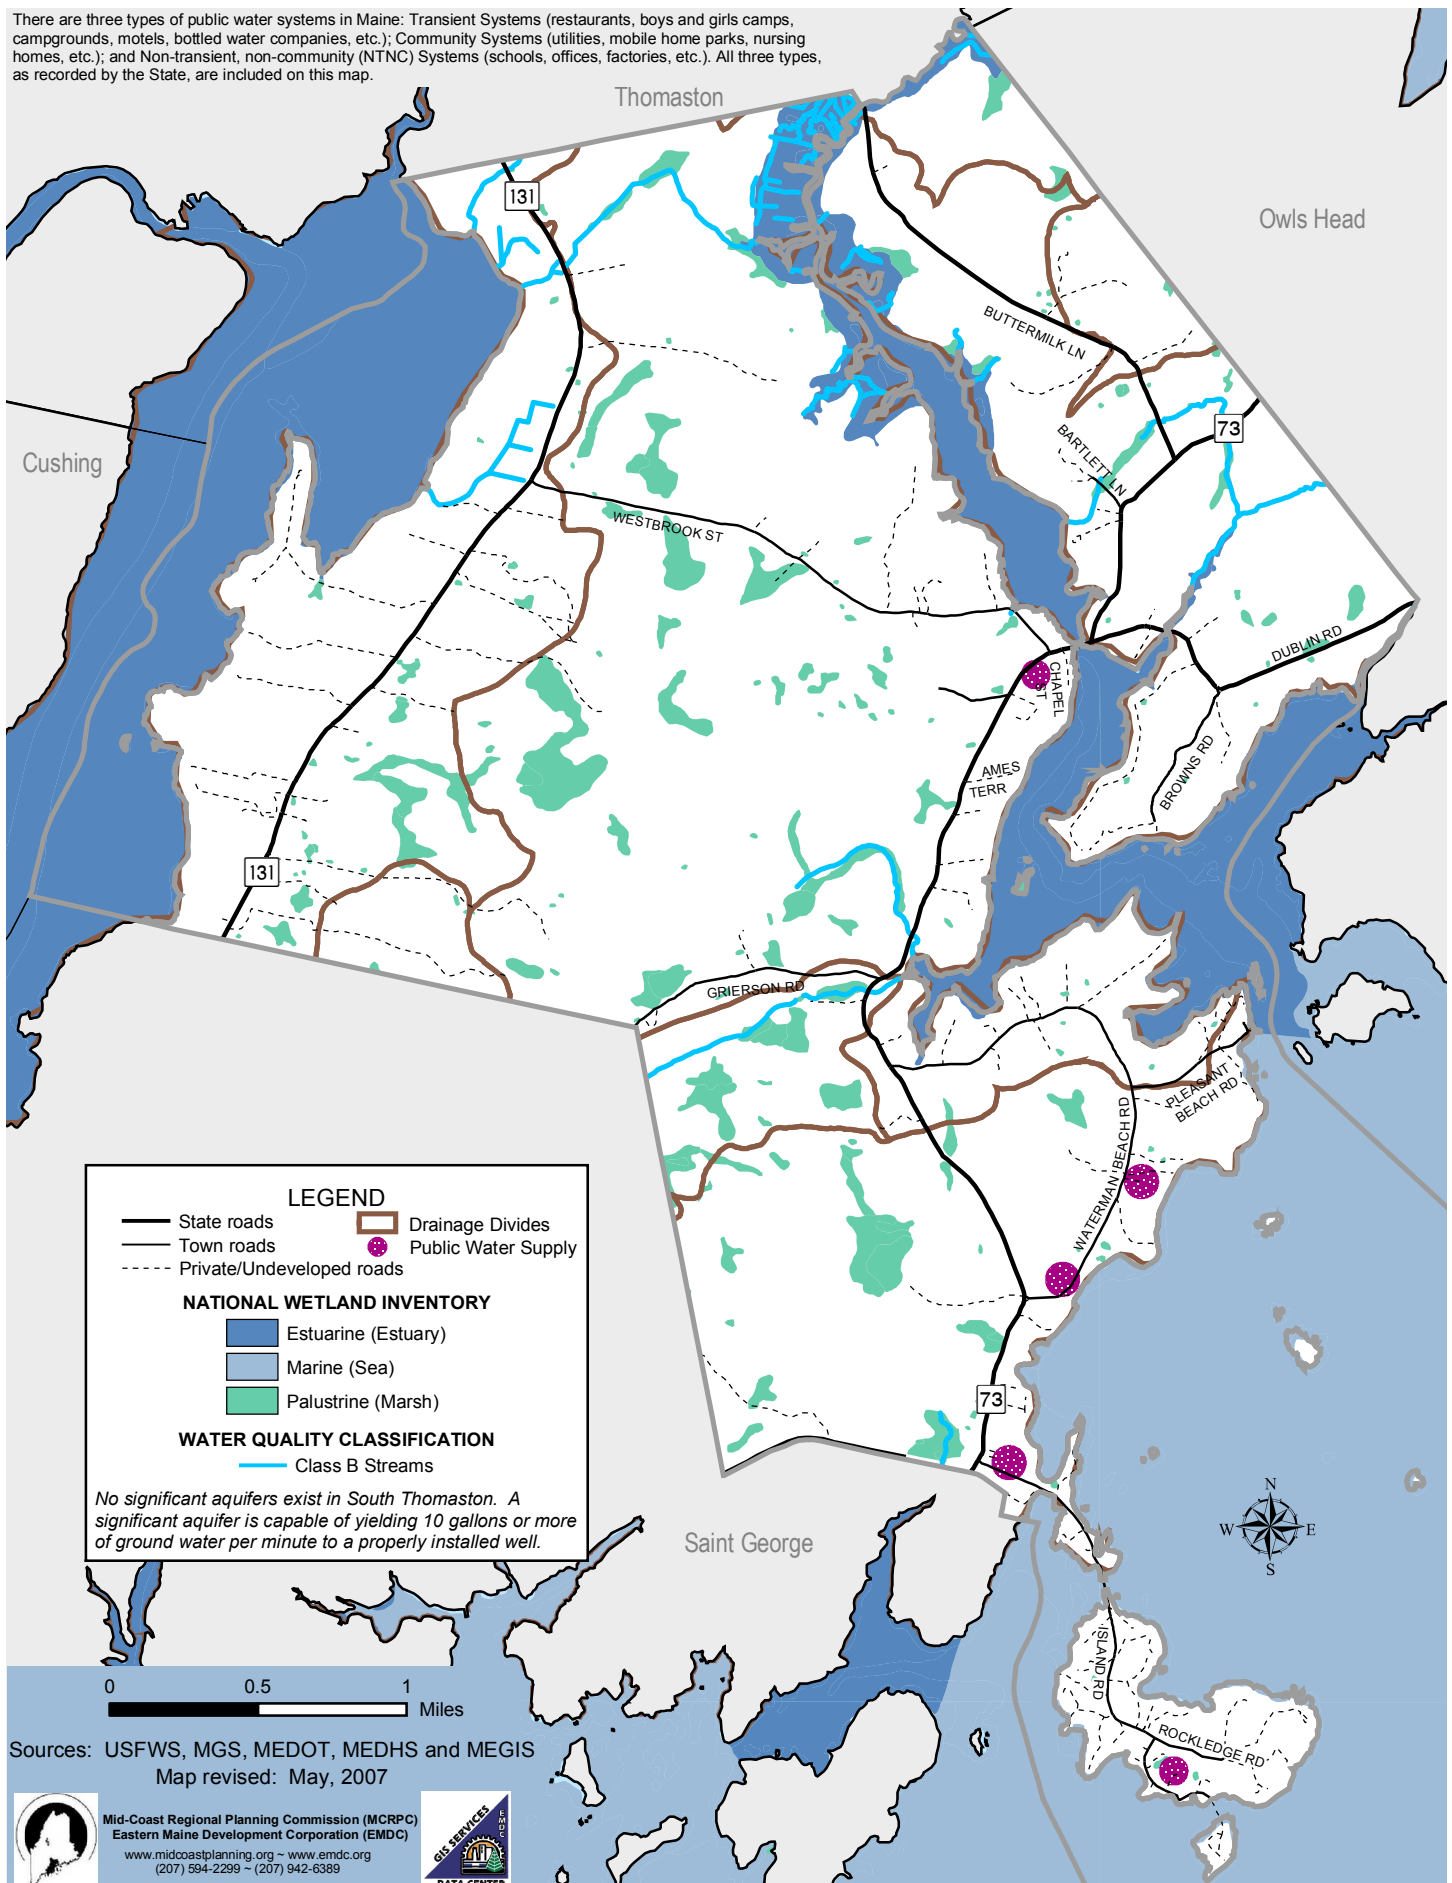 There are three types of public water systems in Maine: Transient Systems (restaurants, boys and girls camps,
campgrounds, motels, bottled water companies, etc.); Community Systems (utilities, mobile home parks, nursing
homes, etc.); and Non-transient, non-community (NTNC) Systems (schools, offices, factories, etc.). All three types,
as recorded by the State, are included on this map.
Thomaston
131
Owls Head
BUTTERMILK LN
73
Cushing
BARTLETT LN
WESTBROOK ST
DUBLIN RD
CHAPEL
ST
BROWNS RD
AMES
TERR
131
GRIERSON RD
PLEASANT
BEACH RD
WATERMAN BEACH RD
LEGEND
State roads
Drainage Divides
Town roads
Public Water Supply
Private/Undeveloped roads
NATIONAL WETLAND INVENTORY
Estuarine (Estuary)
Marine (Sea)
Palustrine (Marsh)
WATER QUALITY CLASSIFICATION
Class B Streams
No significant aquifers exist in South Thomaston. A
significant aquifer is capable of yielding 10 gallons or more
of ground water per minute to a properly installed well.
73
Saint George
N
W
E
S
ISLAND RD
ROCKLEDGE RD
0 0.5 1
Miles
Sources: USFWS, MGS, MEDOT, MEDHS and MEGIS
Map revised: May, 2007
Mid-Coast Regional Planning Commission (MCRPC)
Eastern Maine Development Corporation (EMDC)
www.midcoastplanning.org ~ www.emdc.org
(207) 594-2299 ~ (207) 942-6389
GIS SERVICES
EMDC
DATA CENTER